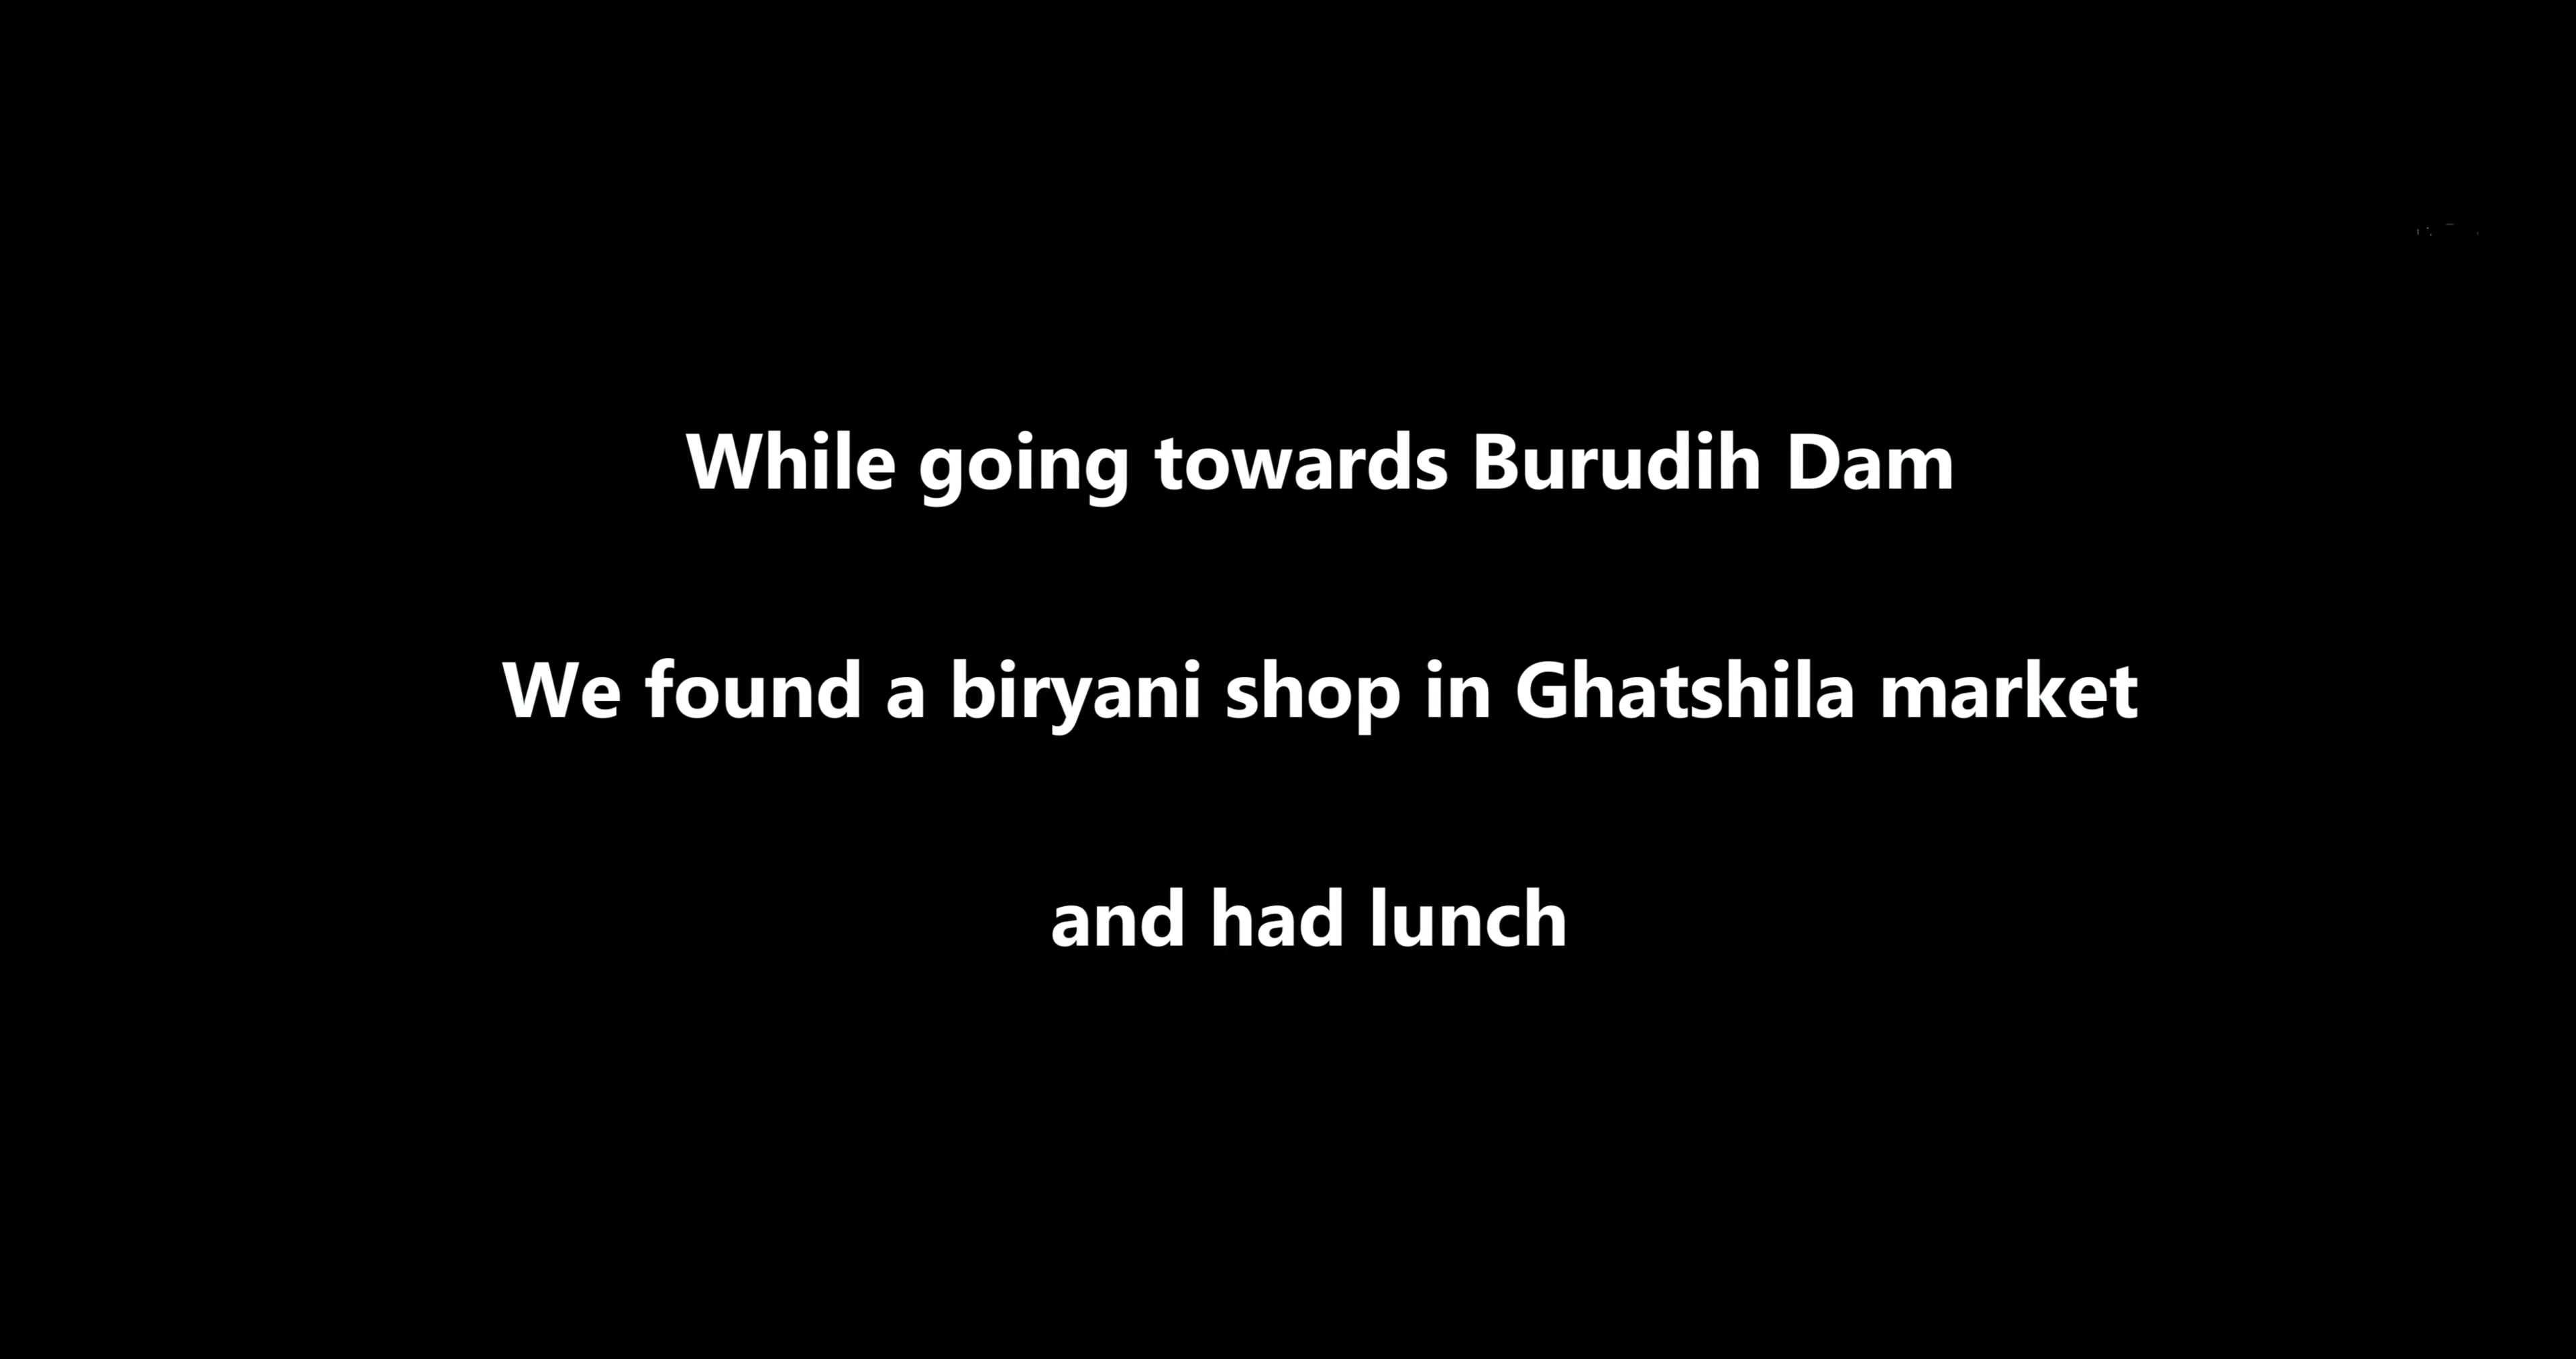 While going towards Burudih Dam
We found a biryani shop in Ghatshila market
and had lunch